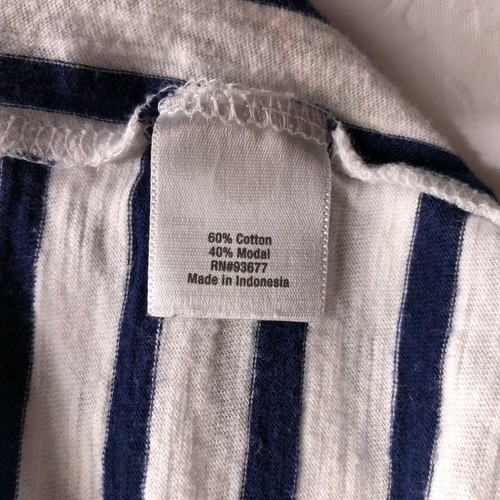 60% Cotton
40% Modal
RN#93677
Made in Indonesia